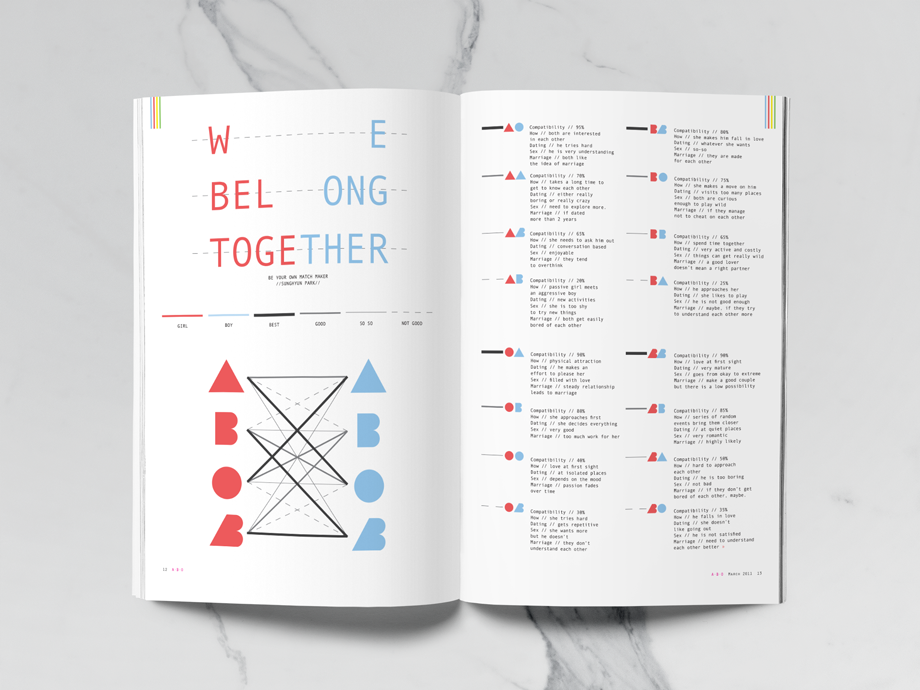 W E
BEL ONG
TOGETHER
BE YOUR OWN MATCH MAKER
//SUNGHYUN PARK//
GIRL BOY BEST GOOD SO SO NOT GOOD
12 ABO
Compatibility // 95%
How // both are interested
in each other
Dating // he tries hard
Sex // he is very understanding
Marriage // both like
the idea of marriage
Compatibility // 70%
How // takes a long time to
get to know each other
Dating // either really
boring or really crazy
Sex // need to explore more.
Marriage // if dated
more than 2 years
Compatibility // 65%
How // she needs to ask him out
Dating // conversation based
Sex // enjoyable
Marriage // they tend
to overthink
Compatibility // 20%
How // passive girl meets
an aggressive boy
Dating // new activities
Sex // she is too shy
to try new things
Marriage // both get easily
bored of each other
Compatibility // 90%
How // physical attraction
Dating // he makes an
effort to please her
Sex // filled with love
Marriage // steady relationship
leads to marriage
Compatibility // 80%
How // she approaches first
Dating // she decides everything
Sex // very good
Marriage // too much work for her
Compatibility // 40%
How // love at first sight
Dating // at isolated places
Sex // depends on the mood
Marriage // passion fades
over time
Compatibility // 30%
How // she tries hard
Dating // gets repetitive
Sex // she wants more
but he doesn't
Marriage // they don't
understand each other
Compatibility // 80%
How // she makes him fall in love
Dating // whatever she wants
Sex // so-so
Marriage // they are made
for each other
Compatibility // 75%
How // she makes a move on him
Dating // visits too many places
Sex // both are curious
enough to play wild
Marriage // if they manage
not to cheat on each other
Compatibility // 65%
How // spend time together
Dating // very active and costly
Sex // things can get really wild
Marriage // a good lover
doesn't mean a right partner
Compatibility // 25%
How // he approaches her
Dating // she likes to play
Sex // he is not good enough
Marriage // maybe. if they try
to understand each other more
Compatibility // 90%
How // love at first sight
Dating // very mature
Sex // goes from okay to extreme
Marriage // make a good couple
but there is a low possibility
Compatibility // 85%
How // series of random
events bring them closer
Dating // at quiet places
Sex // very romantic
Marriage // highly likely
Compatibility // 50%
How // hard to approach
each other
Dating // he is too boring
Sex // not bad
Marriage // if they don't get
bored of each other, maybe.
Compatibility // 35%
How // he falls in love
Dating // she doesn't
like going out
Sex // he is not satisfied
Marriage // need to understand
each other better
ABO March 2011 13